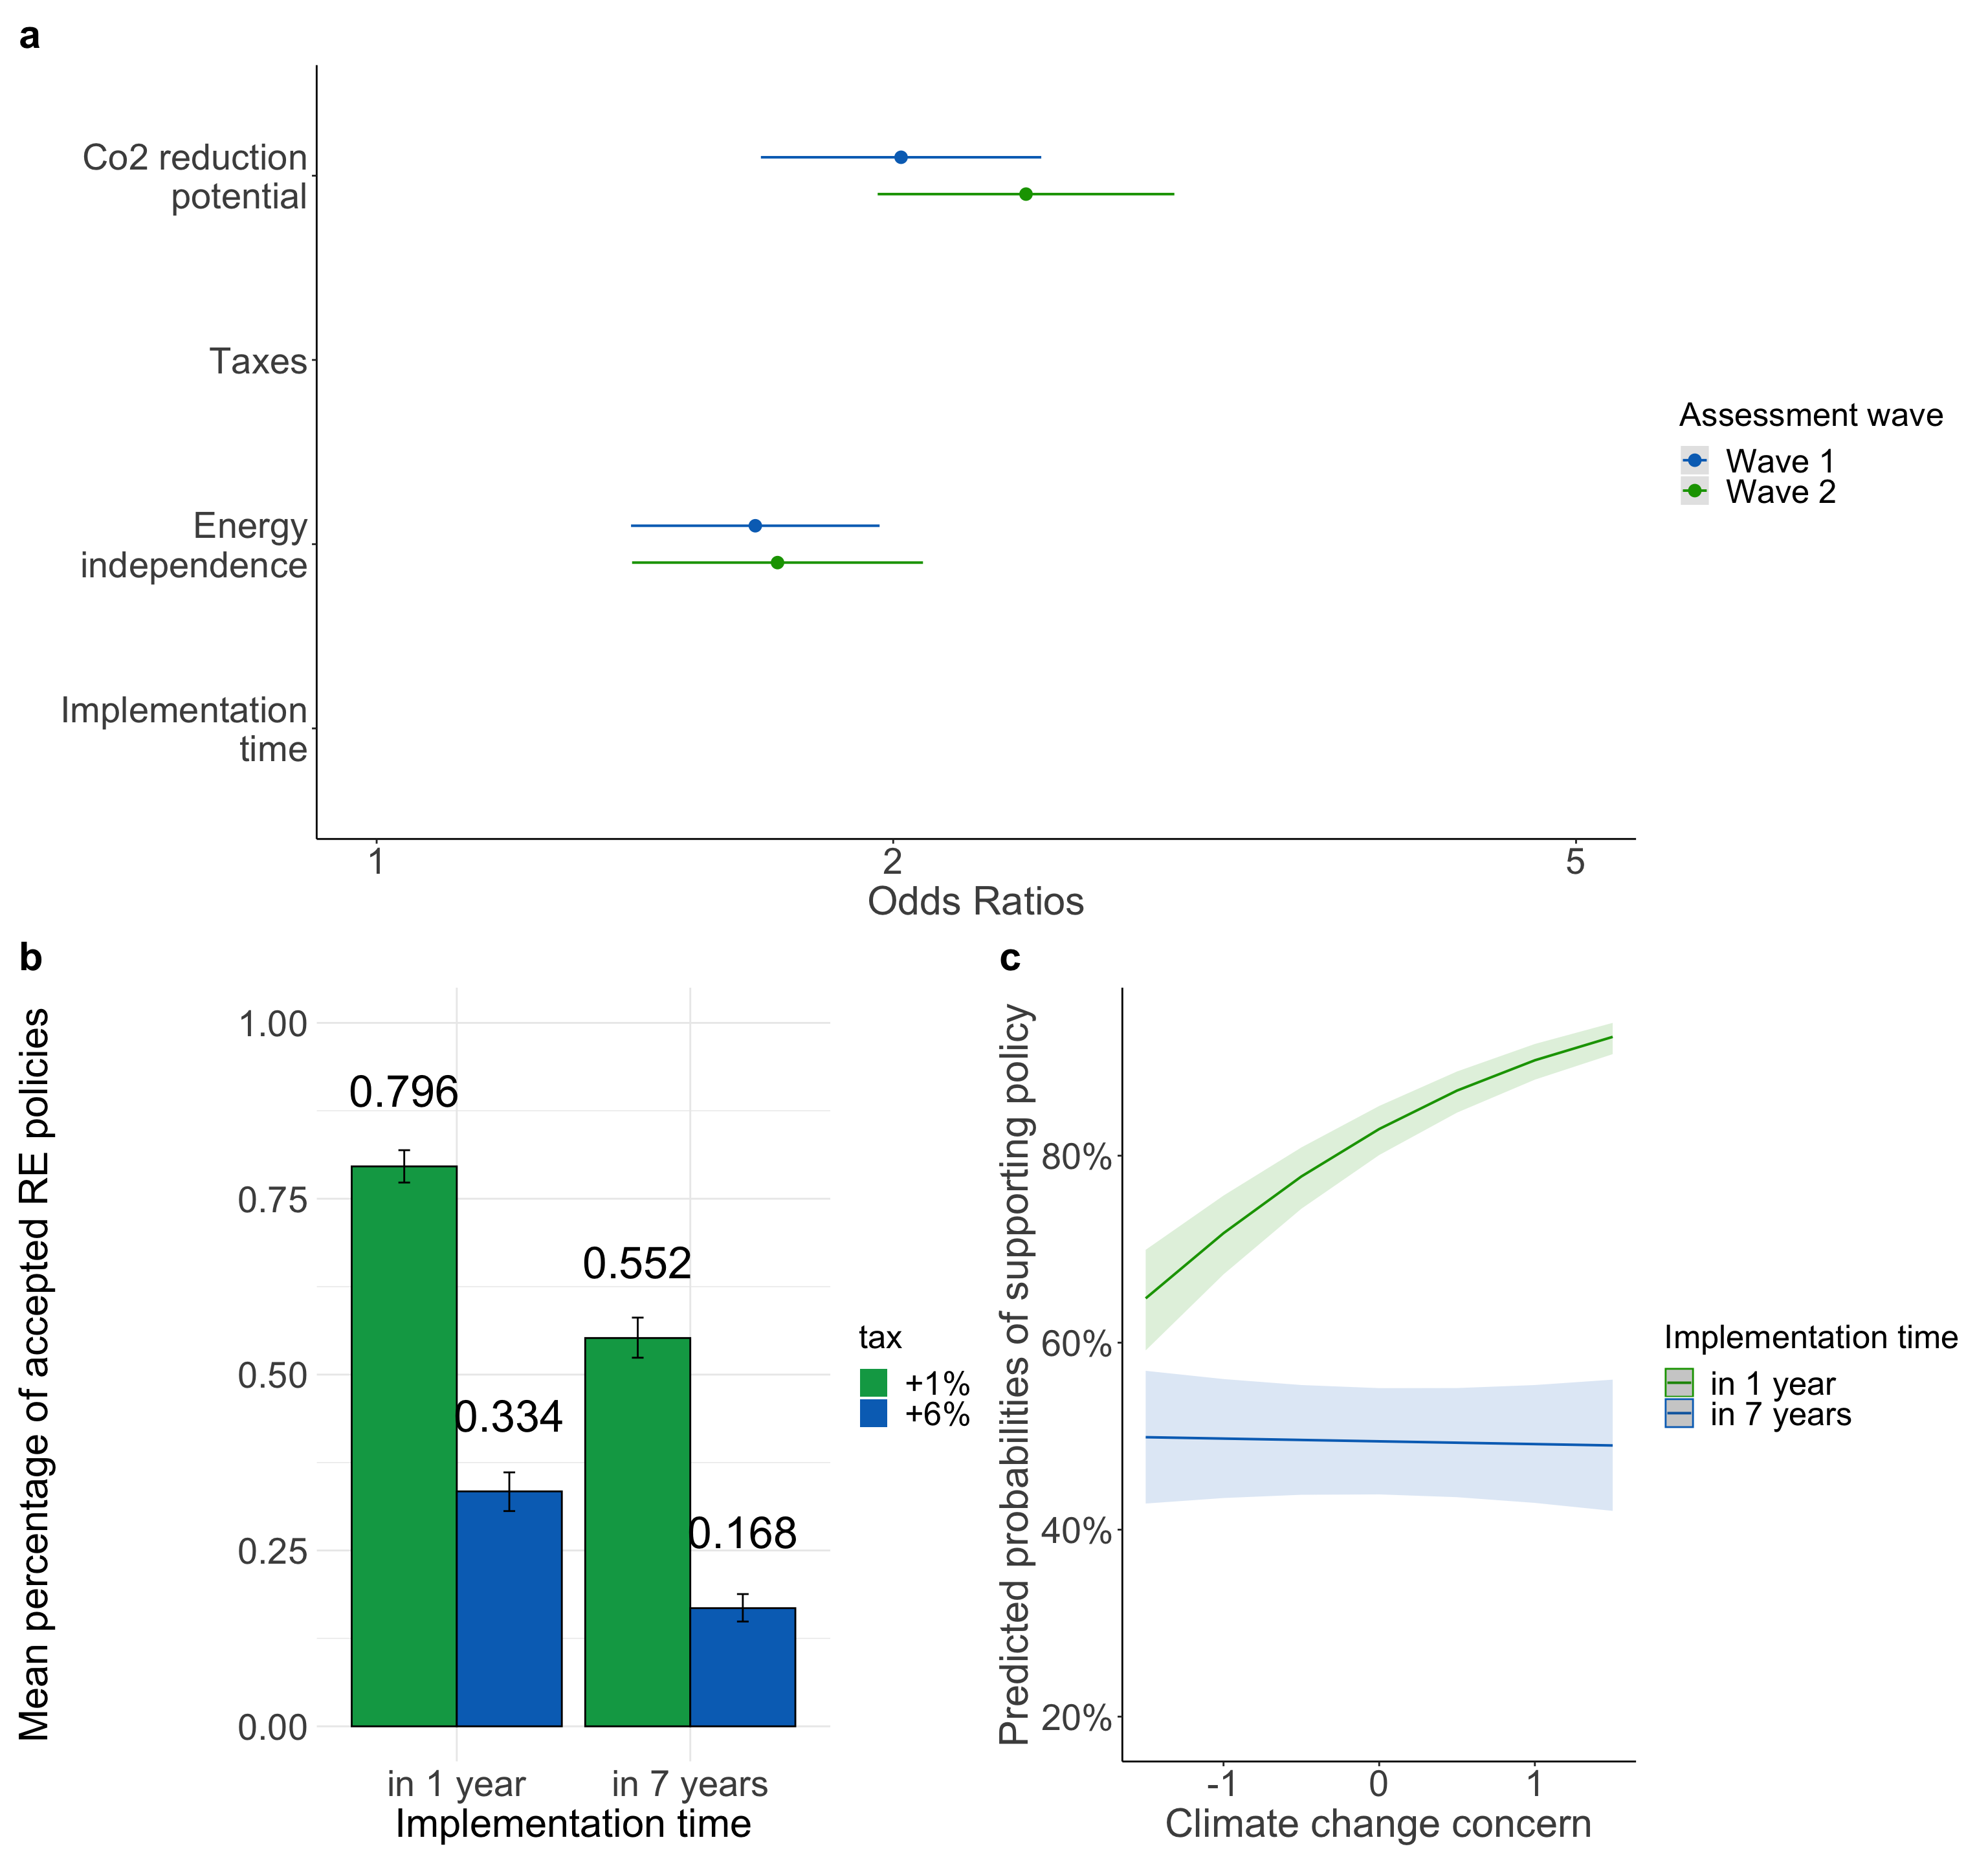 a
Co2 reduction
potential
Taxes
Energy
independence
Implementation
time
1
2
5
Odds Ratios
Assessment wave
Wave 1
Wave 2
b
Mean percentage of accepted RE policies
1.00
0.75
0.50
0.25
0.00
0.796
0.334
0.552
0.168
in 1 year
in 7 years
Implementation time
tax
+1%
+6%
c
Predicted probabilities of supporting policy
80%
60%
40%
20%
-1
0
1
Climate change concern
Implementation time
in 1 year
in 7 years